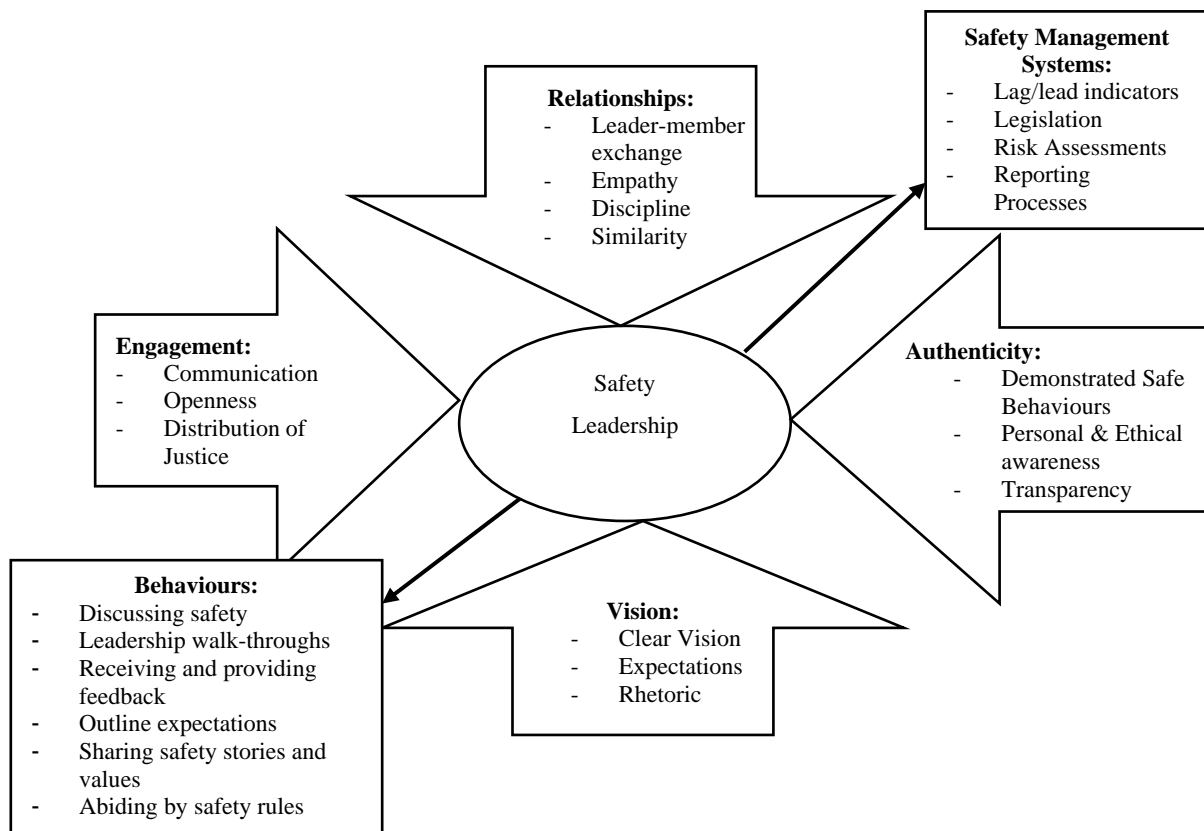 Safety Management
Systems:
- Lag/lead indicators
- Legislation
- Risk Assessments
- Reporting
Processes
Relationships:
- Leader-member
exchange
- Empathy
- Discipline
- Similarity
Engagement:
- Communication
- Openness
- Distribution of
Justice
Safety
Leadership
Authenticity:
- Demonstrated Safe
Behaviours
- Personal & Ethical
awareness
- Transparency
Behaviours:
- Discussing safety
- Leadership walk-throughs
- Receiving and providing
feedback
- Outline expectations
- Sharing safety stories and
values
- Abiding by safety rules
Vision:
- Clear Vision
- Expectations
- Rhetoric